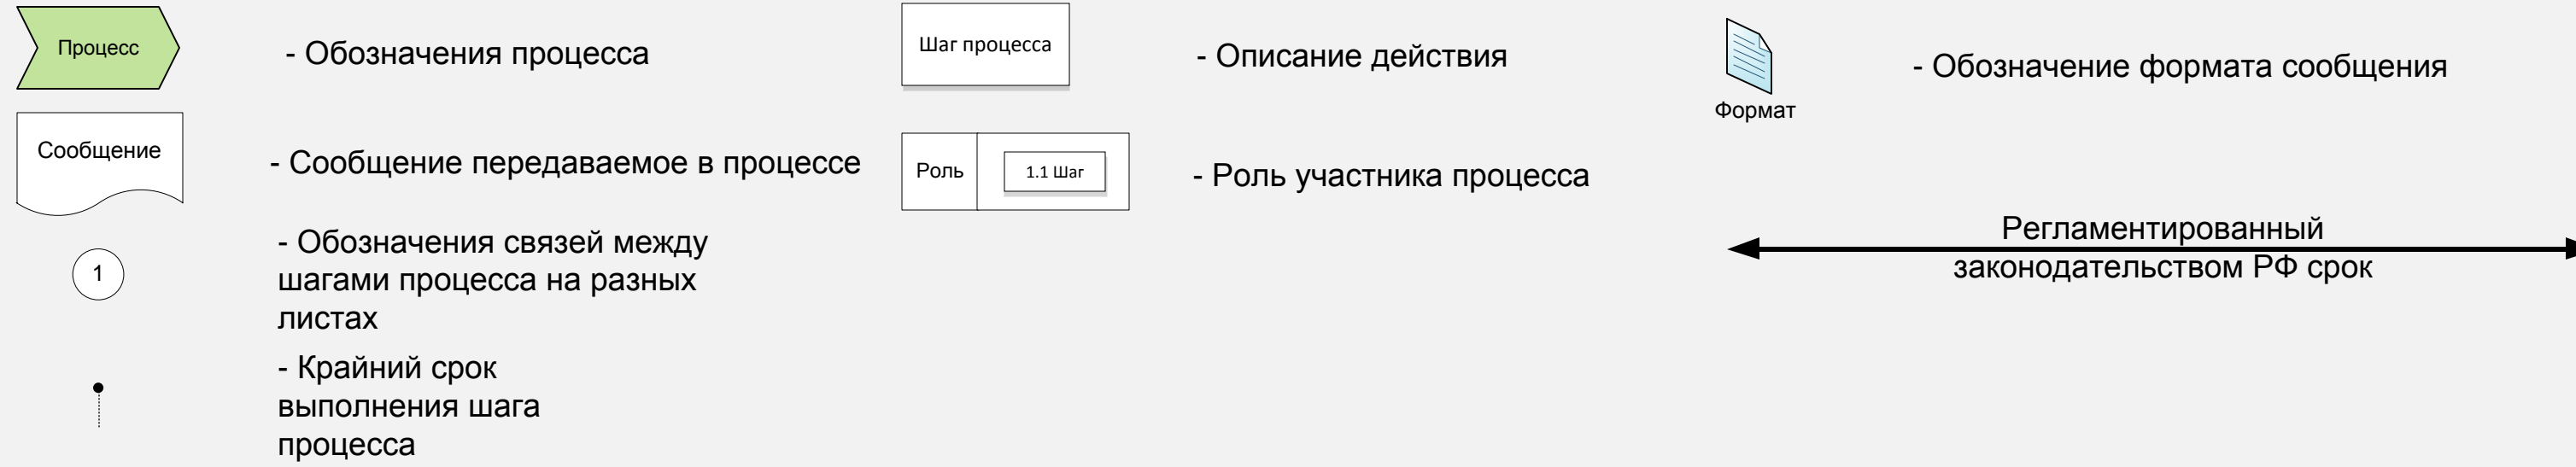 Процесс
- Обозначения процесса
Шаг процесса
- Описание действия
Формат
- Обозначение формата сообщения
Сообщение
- Сообщение передаваемое в процессе
Роль
1.1 Шаг
- Роль участника процесса
Регламентированный
законодательством РФ срок
1
- Обозначения связей между
шагами процесса на разных
листах
- Крайний срок
выполнения шага
процесса